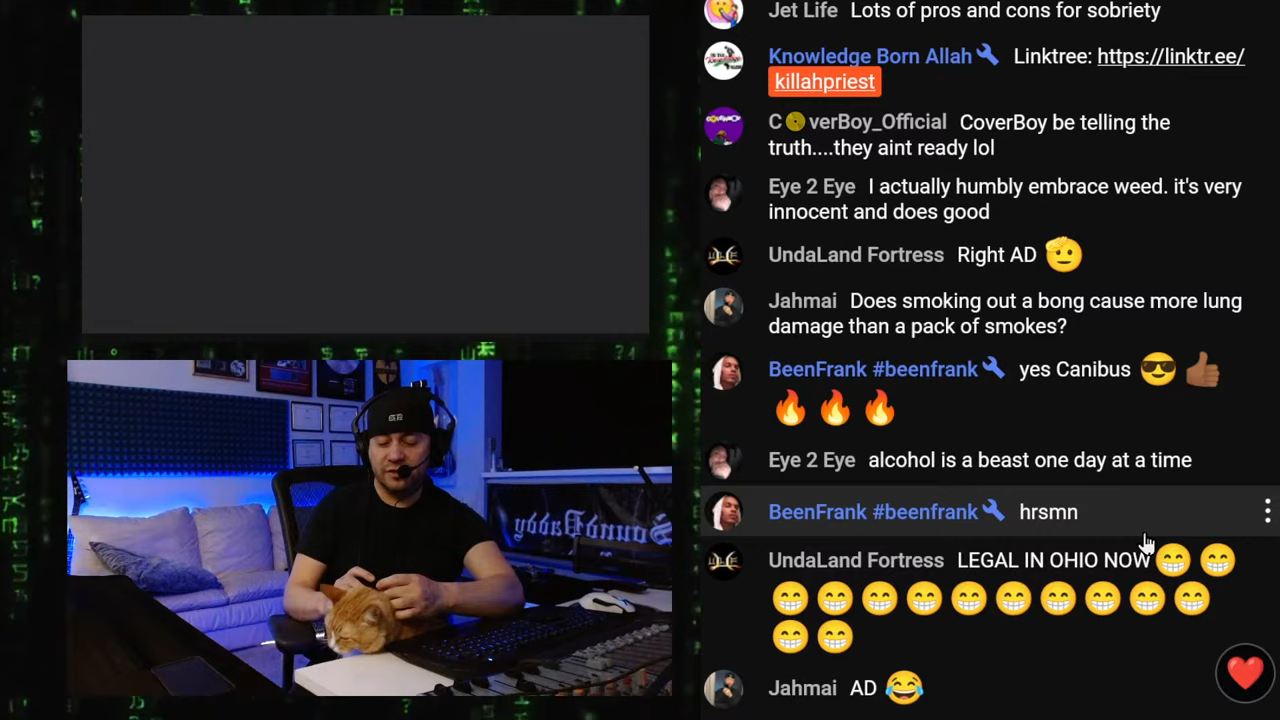 Jet Life Lots of pros and cons for sobriety
Knowledge Born Allah Linktree: https://linktr.ee/
killahpriest
C verBoy_Official CoverBoy be telling the
truth....they aint ready lol
Eye 2 Eye I actually humbly embrace weed. it's very
innocent and does good
UndaLand Fortress Right AD 🫡
Jahmai Does smoking out a bong cause more lung
damage than a pack of smokes?
BeenFrank #beenfrank yes Canibus 😎 👍🏾
🔥 🔥 🔥
Eye 2 Eye alcohol is a beast one day at a time
BeenFrank #beenfrank hrsmn
UndaLand Fortress LEGAL IN OHIO NOW 😁 😁
😁 😁 😁 😁 😁 😁 😁 😁 😁 😁
😁 😁
Jahmai AD 😂
SoundDaddy